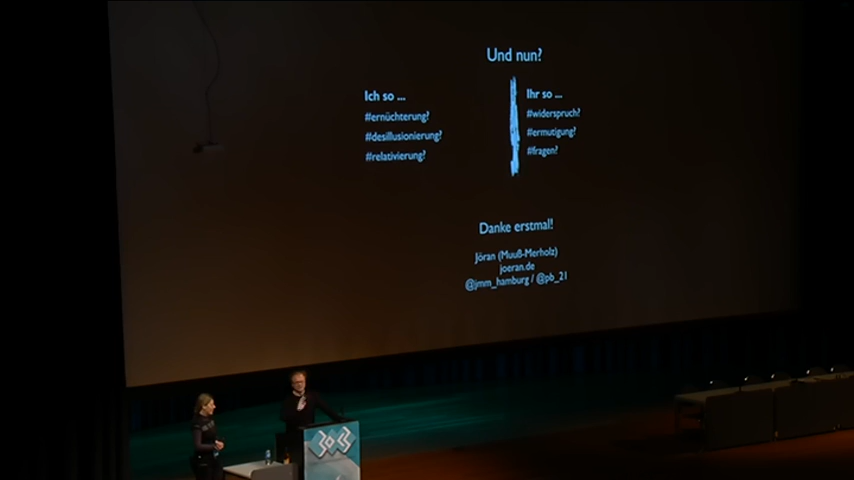 Und nun?
Ich so ...
#ernüchterung?
#desillusionierung?
#relativierung?
Ihr so ...
#widerspruch?
#ermutigung?
#fragen?
Danke erstmal!
Jöran (Muuß-Merholz)
joeran.de
@jmm_hamburg / @pb_21